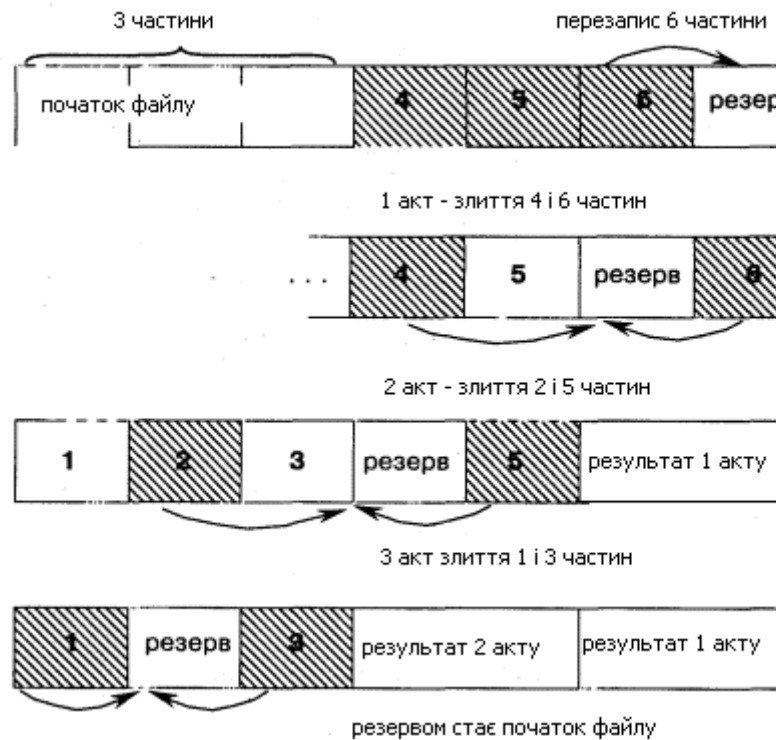 3 частини
перезапис 6 частини
початок файлу
4 5 6 резер
1 акт - злиття 4 і 6 частин
... 4 5 резерв 6
2 акт - злиття 2 і 5 частин
1 2 3 резерв 5 результат 1 акту
3 акт злиття 1 і 3 частин
1 резерв 3 результат 2 акту результат 1 акту
резервом стає початок файлу